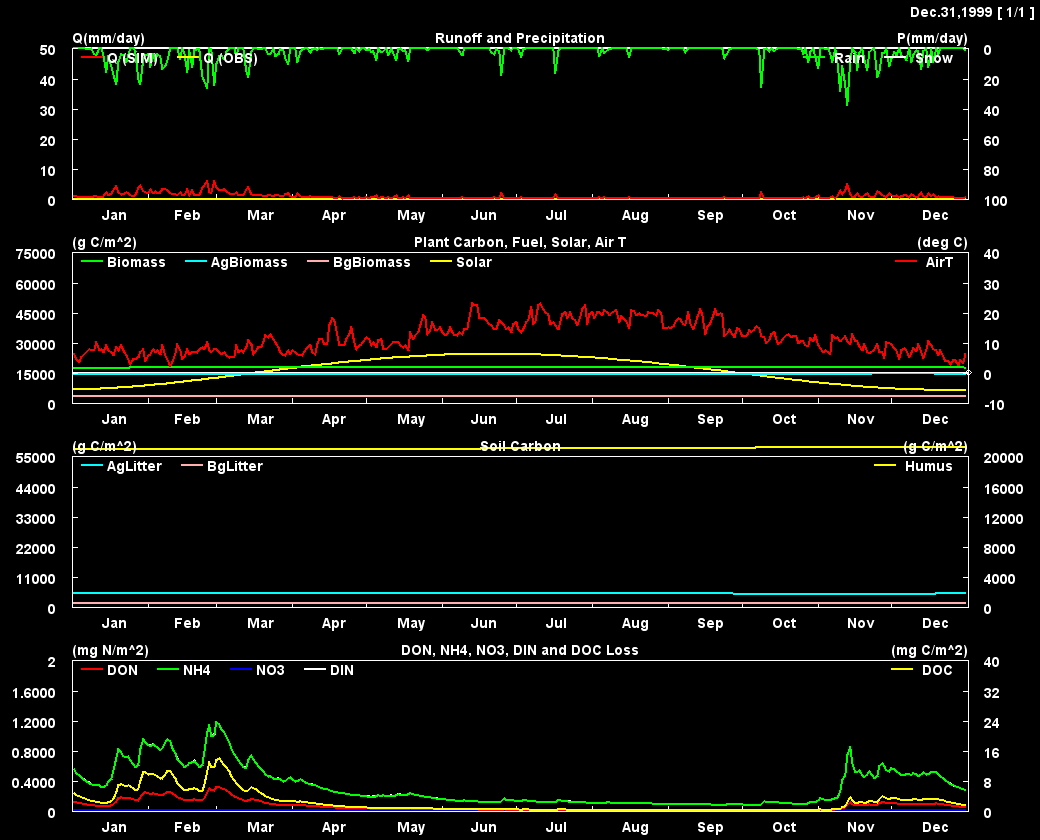 Dec.31,1999 [ 1/1 ]
Q(mm/day) Runoff and Precipitation P(mm/day)
50 0
Q (SIM) Q (OBS) Rain Snow
40 20
30 40
20 60
10 80
0 100
Jan Feb Mar Apr May Jun Jul Aug Sep Oct Nov Dec
(g C/m^2) Plant Carbon, Fuel, Solar, Air T (deg C)
75000 40
Biomass AgBiomass BgBiomass Solar AirT
60000 30
45000 20
30000 10
15000 0
0 -10
Jan Feb Mar Apr May Jun Jul Aug Sep Oct Nov Dec
(g C/m^2) Soil Carbon (g C/m^2)
55000 20000
AgLitter BgLitter Humus
44000 16000
33000 12000
22000 8000
11000 4000
0 0
Jan Feb Mar Apr May Jun Jul Aug Sep Oct Nov Dec
(mg N/m^2) DON, NH4, NO3, DIN and DOC Loss (mg C/m^2)
2 40
DON NH4 NO3 DIN DOC
1.6000 32
1.2000 24
0.8000 16
0.4000 8
0 0
Jan Feb Mar Apr May Jun Jul Aug Sep Oct Nov Dec